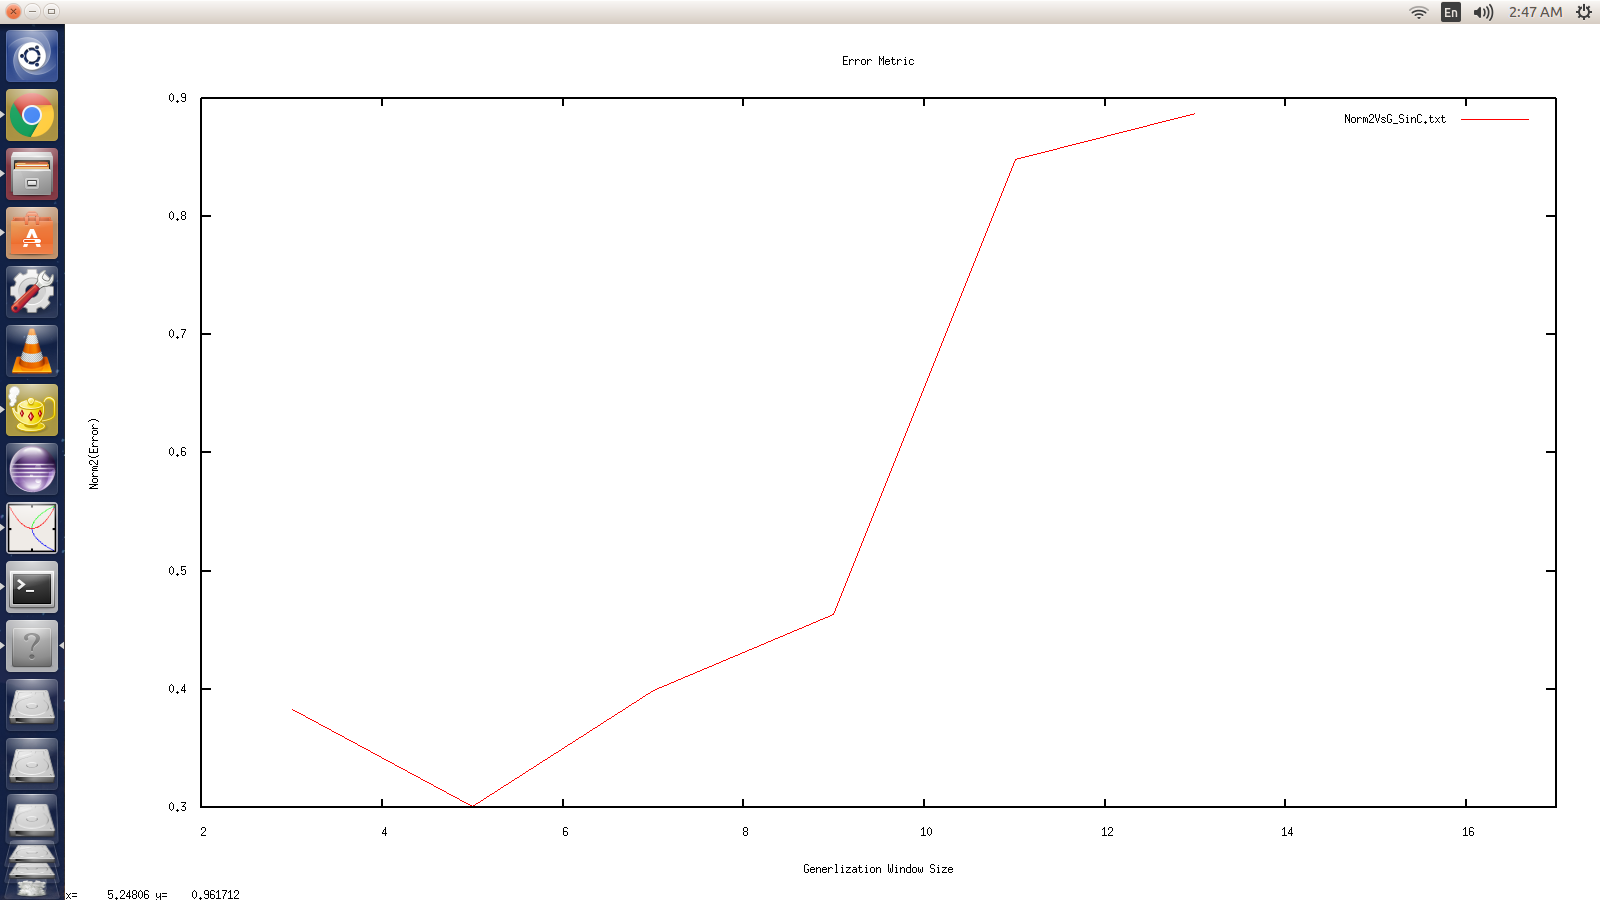 En 2:47 AM
Error Metric
Norm2VsG_SinC.txt
0.9
0.8
0.7
0.6
0.5
0.4
0.3
Norm2(Error)
2 4 6 8 10 12 14 16
Generlization Window Size
x= 5.24806 y= 0.961712